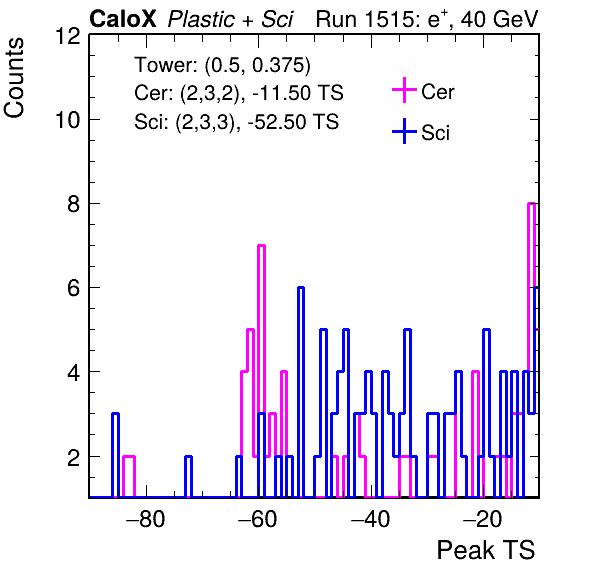 CaloX Plastic + Sci Run 1515: e⁺, 40 GeV
Counts
12
10
8
6
4
2
Tower: (0.5, 0.375)
Cer: (2,3,2), -11.50 TS
Sci: (2,3,3), -52.50 TS
Cer
Sci
−80 −60 −40 −20
Peak TS